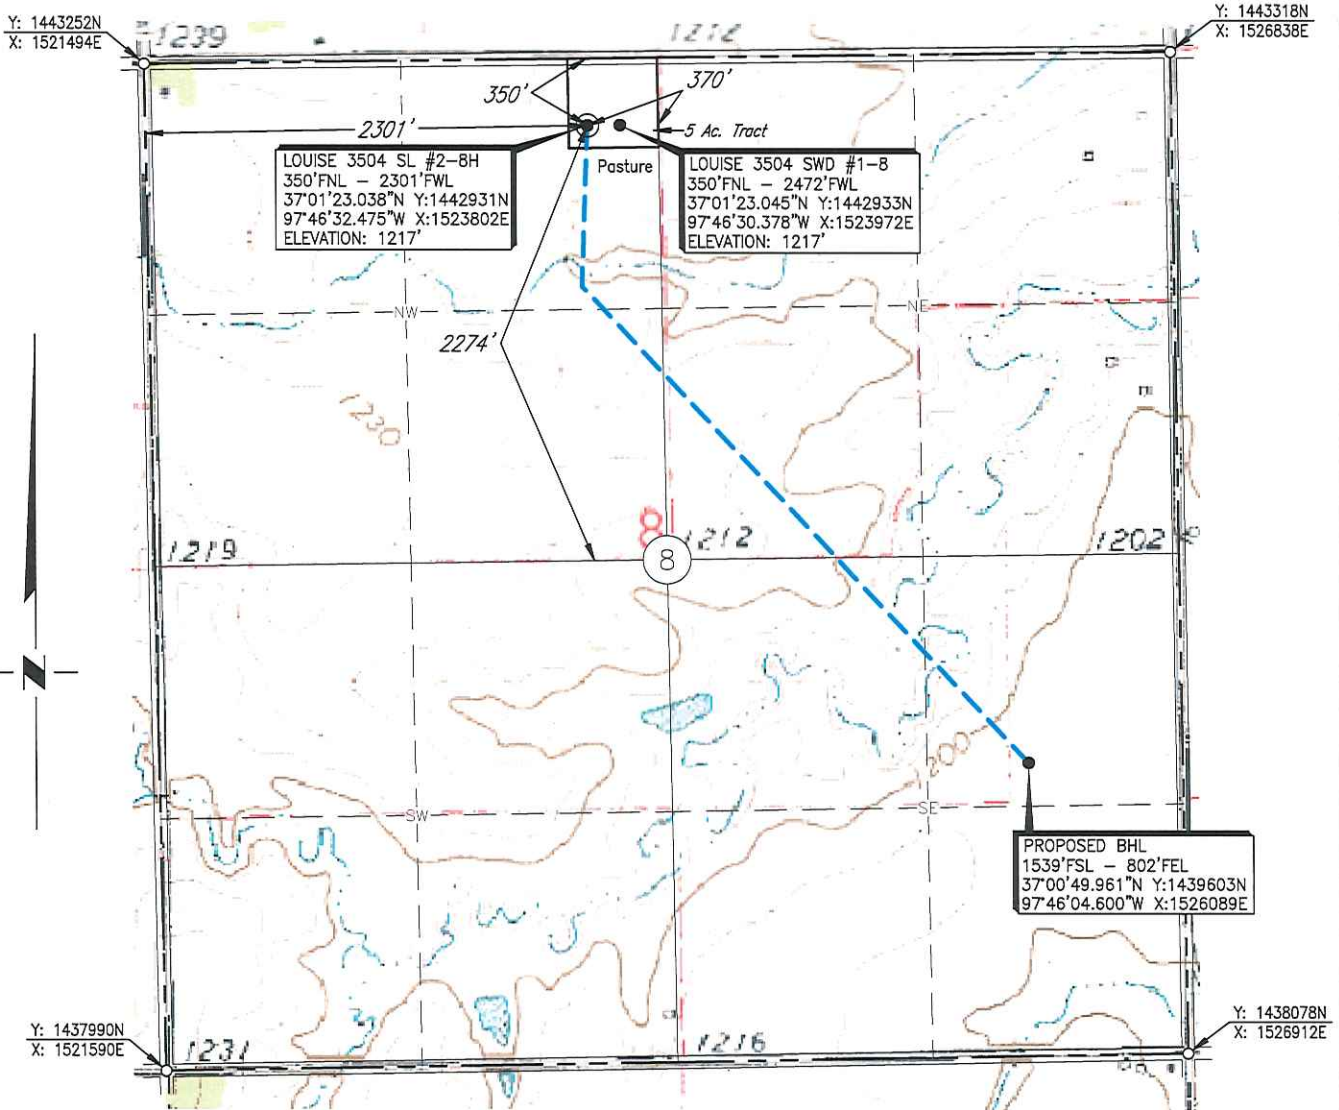 Y: 1443252N
X: 1521494E
1239
1212
Y: 1443318N
X: 1526838E
350'
370'
2301'
5 Ac. Tract
Pasture
LOUISE 3504 SL #2-8H
350'FNL - 2301'FWL
37°01'23.038"N Y:1442931N
97°46'32.475"W X:1523802E
ELEVATION: 1217'
LOUISE 3504 SWD #1-8
350'FNL - 2472'FWL
37°01'23.045"N Y:1442933N
97°46'30.378"W X:1523972E
ELEVATION: 1217'
NW
NE
2274'
1230
8
1219
1212
1202
8
N
1200
SW
SE
PROPOSED BHL
1539'FSL - 802'FEL
37°00'49.961"N Y:1439603N
97°46'04.600"W X:1526089E
Y: 1437990N
X: 1521590E
1231
1216
Y: 1438078N
X: 1526912E